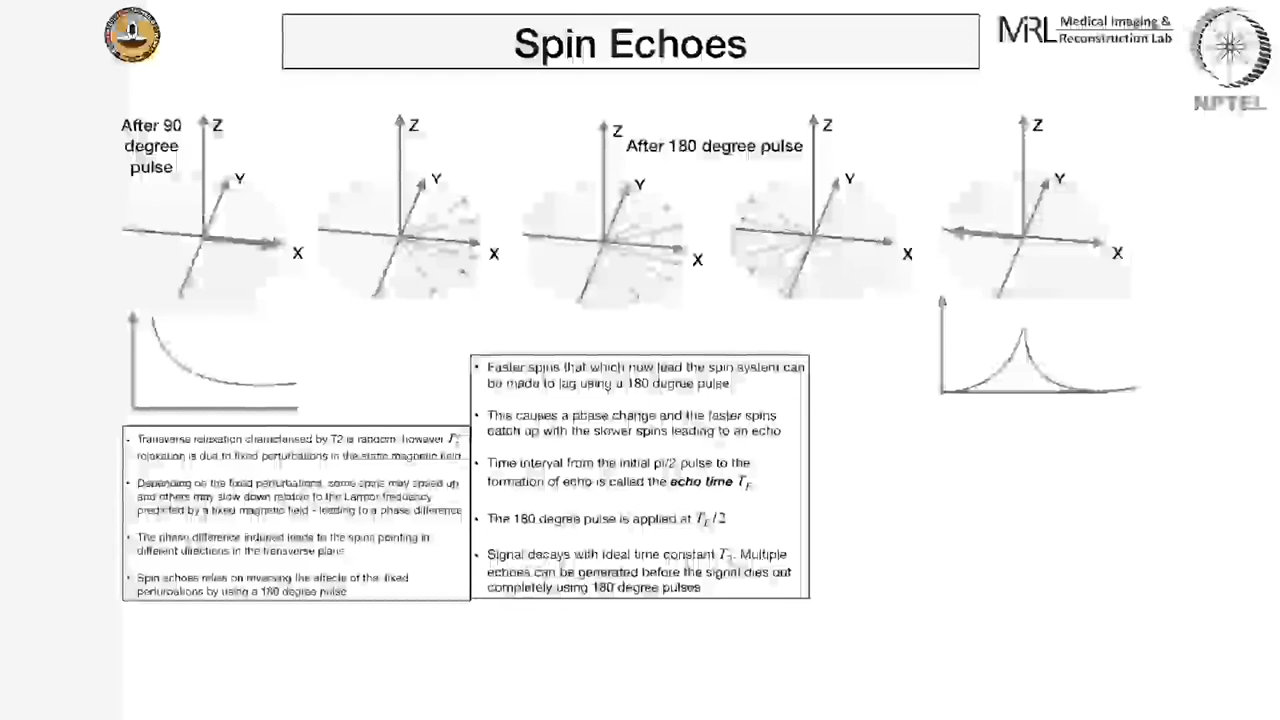 Spin Echoes
MRL Medical Imaging &
Reconstruction Lab
NPTEL
After 90
degree
pulse
Z
Y
X
Z
Y
X
Z
Y
X
After 180 degree pulse
Z
Y
X
Z
Y
X
• Transverse relaxation characterised by T2 is random, however
relaxation is due to fixed perturbations in the static magnetic field
• Depending on the fixed perturbations, some spins may speed up
and others may slow down relative to the Larmor frequency
predicted by a fixed magnetic field - leading to a phase difference
• The phase difference induced leads to the spins pointing in
different directions in the transverse plane
• Spin echoes relies on reversing the effects of the fixed
perturbations by using a 180 degree pulse
• Faster spins that which now lead the spin system can
be made to lag using a 180 degree pulse
• This causes a phase change and the faster spins
catch up with the slower spins leading to an echo
• Time interval from the initial pi/2 pulse to the
formation of echo is called the echo time T_E
• The 180 degree pulse is applied at T_E/2
• Signal decays with ideal time constant T_2. Multiple
echoes can be generated before the signal dies out
completely using 180 degree pulses